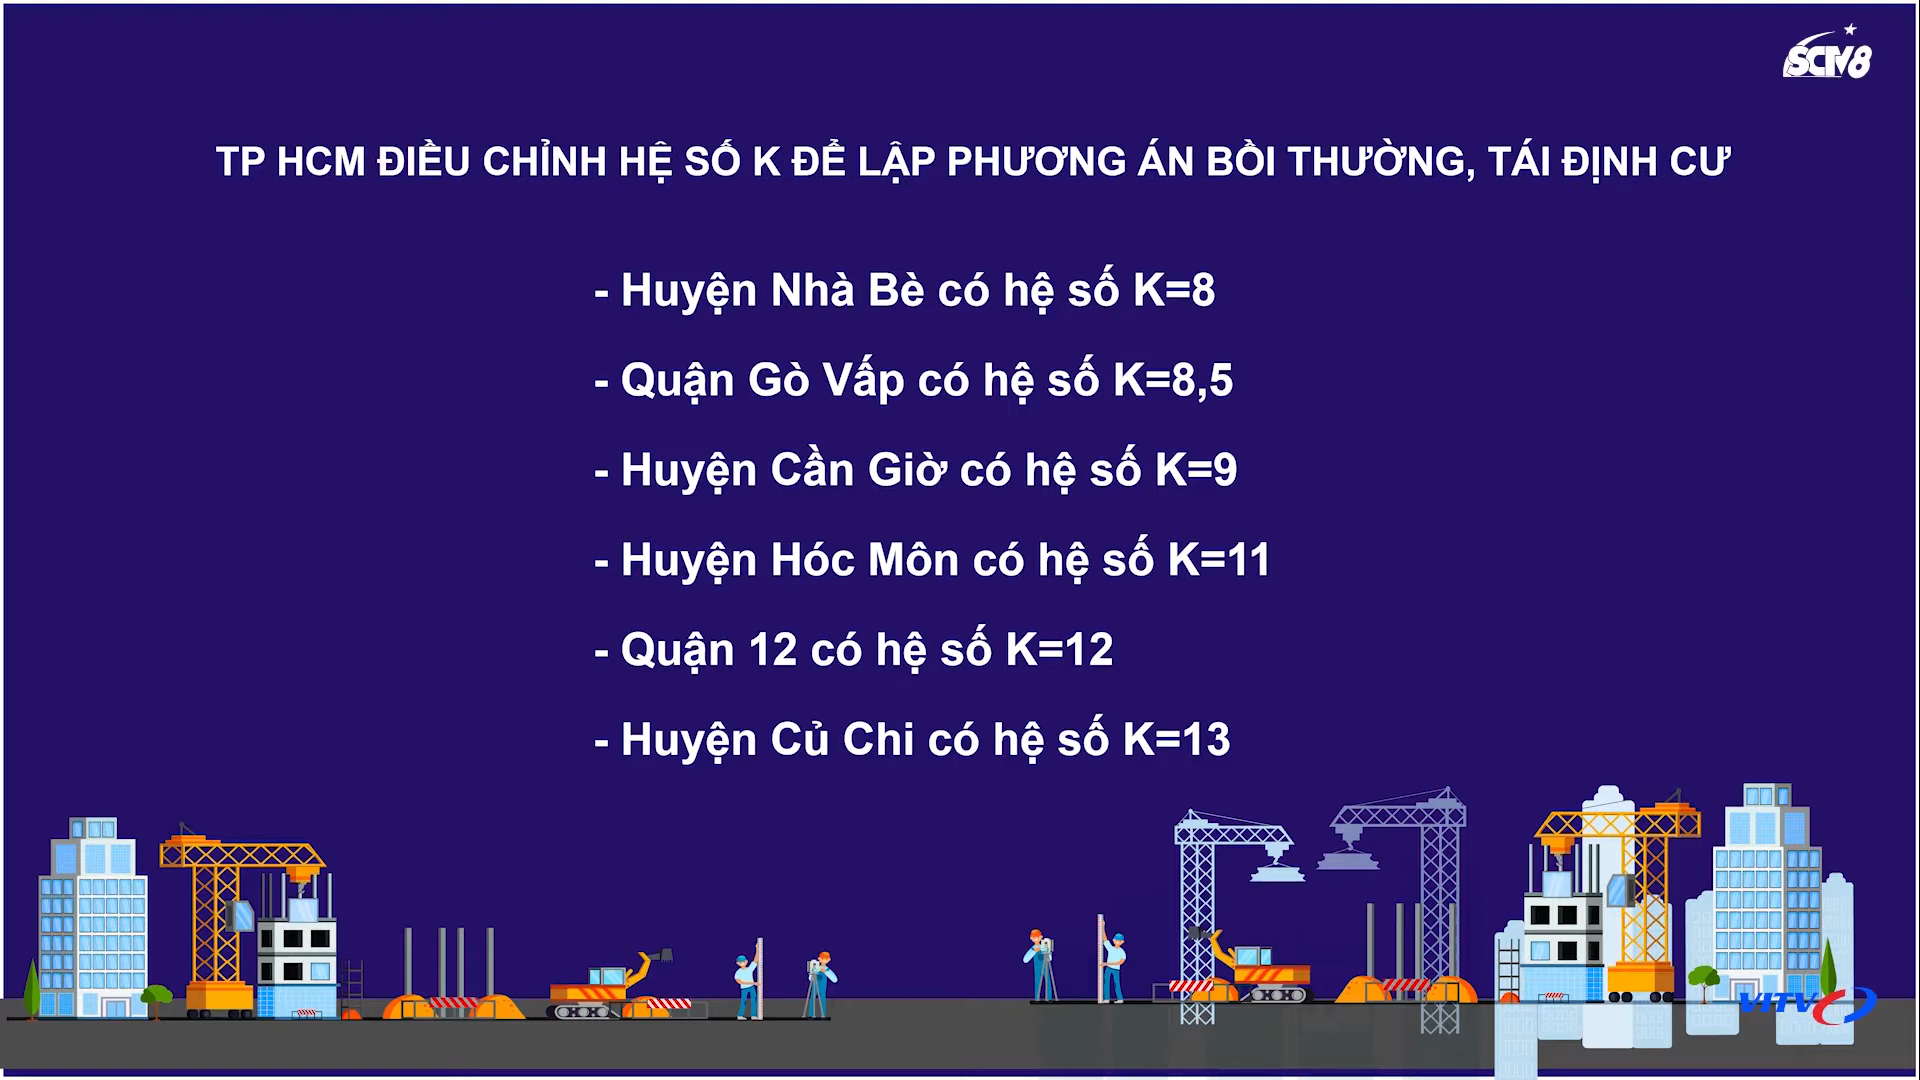 SCTV8
TP HCM ĐIỀU CHỈNH HỆ SỐ K ĐỂ LẬP PHƯƠNG ÁN BỒI THƯỜNG, TÁI ĐỊNH CƯ
- Huyện Nhà Bè có hệ số K=8
- Quận Gò Vấp có hệ số K=8,5
- Huyện Cần Giờ có hệ số K=9
- Huyện Hóc Môn có hệ số K=11
- Quận 12 có hệ số K=12
- Huyện Củ Chi có hệ số K=13
VITV